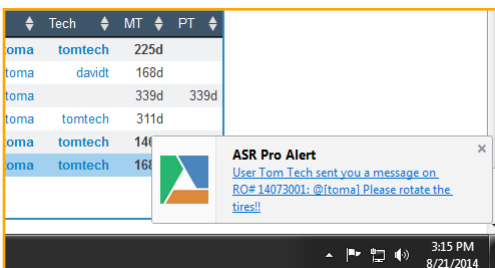 Tech MT PT
toma tomtech 225d
toma davidt 168d
toma 339d 339d
toma tomtech 311d
toma tomtech 146
toma tomtech 168
ASR Pro Alert
×
User Tom Tech sent you a message on
RO# 14073001: @[toma] Please rotate the
tires!!
3:15 PM
8/21/2014